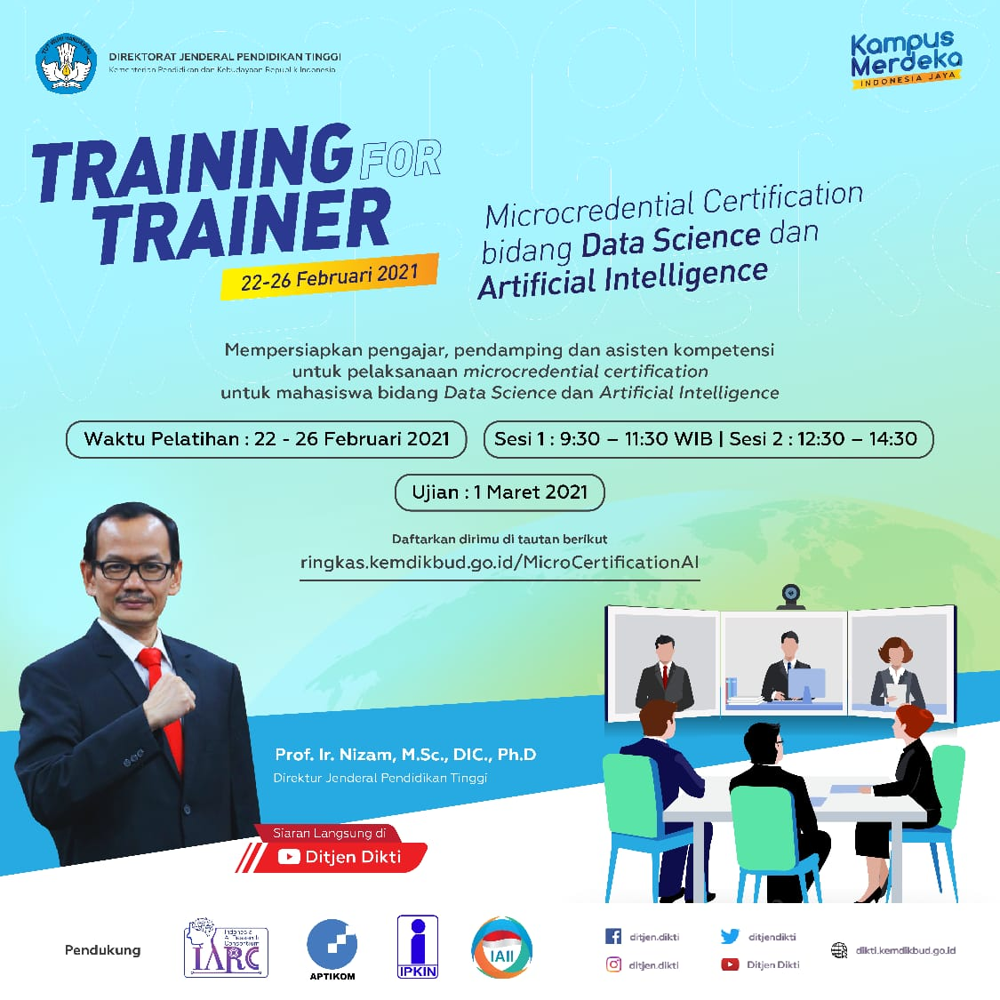 DIREKTORAT JENDERAL PENDIDIKAN TINGGI
Kementerian Pendidikan dan Kebudayaan Republik Indonesia
Kampus
Merdeka
INDONESIA JAYA
TRAINING FOR
TRAINER
22-26 Februari 2021
Microcredential Certification
bidang Data Science dan
Artificial Intelligence
Mempersiapkan pengajar, pendamping dan asisten kompetensi
untuk pelaksanaan microcredential certification
untuk mahasiswa bidang Data Science dan Artificial Intelligence
Waktu Pelatihan : 22 - 26 Februari 2021
Sesi 1 : 9:30 – 11:30 WIB | Sesi 2 : 12:30 – 14:30
Ujian : 1 Maret 2021
Daftarkan dirimu di tautan berikut
ringkas.kemdikbud.go.id/MicroCertificationAI
Prof. Ir. Nizam, M.Sc., DIC., Ph.D
Direktur Jenderal Pendidikan Tinggi
Siaran Langsung di
Ditjen Dikti
Pendukung
Indonesia
AI Research
Consortium
IARC
APTIKOM
IPKIN
IAII
ditjen.dikti
ditjendikti
ditjen.dikti
Ditjen Dikti
dikti.kemdikbud.go.id